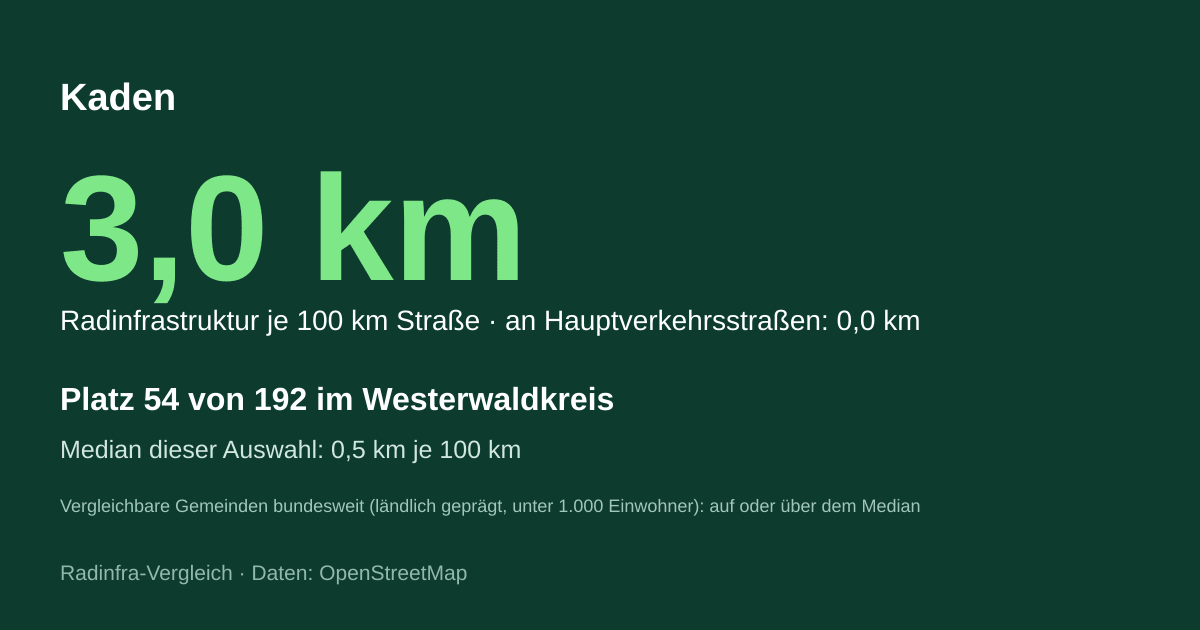 Kaden
3,0 km
Radinfrastruktur je 100 km Straße · an Hauptverkehrsstraßen: 0,0 km
Platz 54 von 192 im Westerwaldkreis
Median dieser Auswahl: 0,5 km je 100 km
Vergleichbare Gemeinden bundesweit (ländlich geprägt, unter 1.000 Einwohner): auf oder über dem Median
Radinfra-Vergleich · Daten: OpenStreetMap